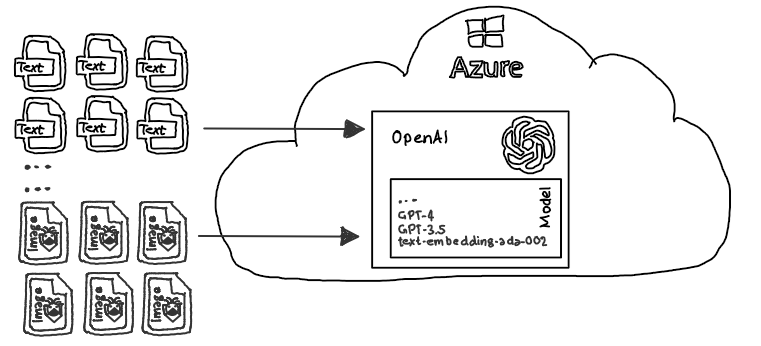 Azure
Text Text Text
Text Text Text
OpenAI
...
...
...
GPT-4
GPT-3.5
text-embedding-ada-002
Model
Image Image Image
Image Image Image